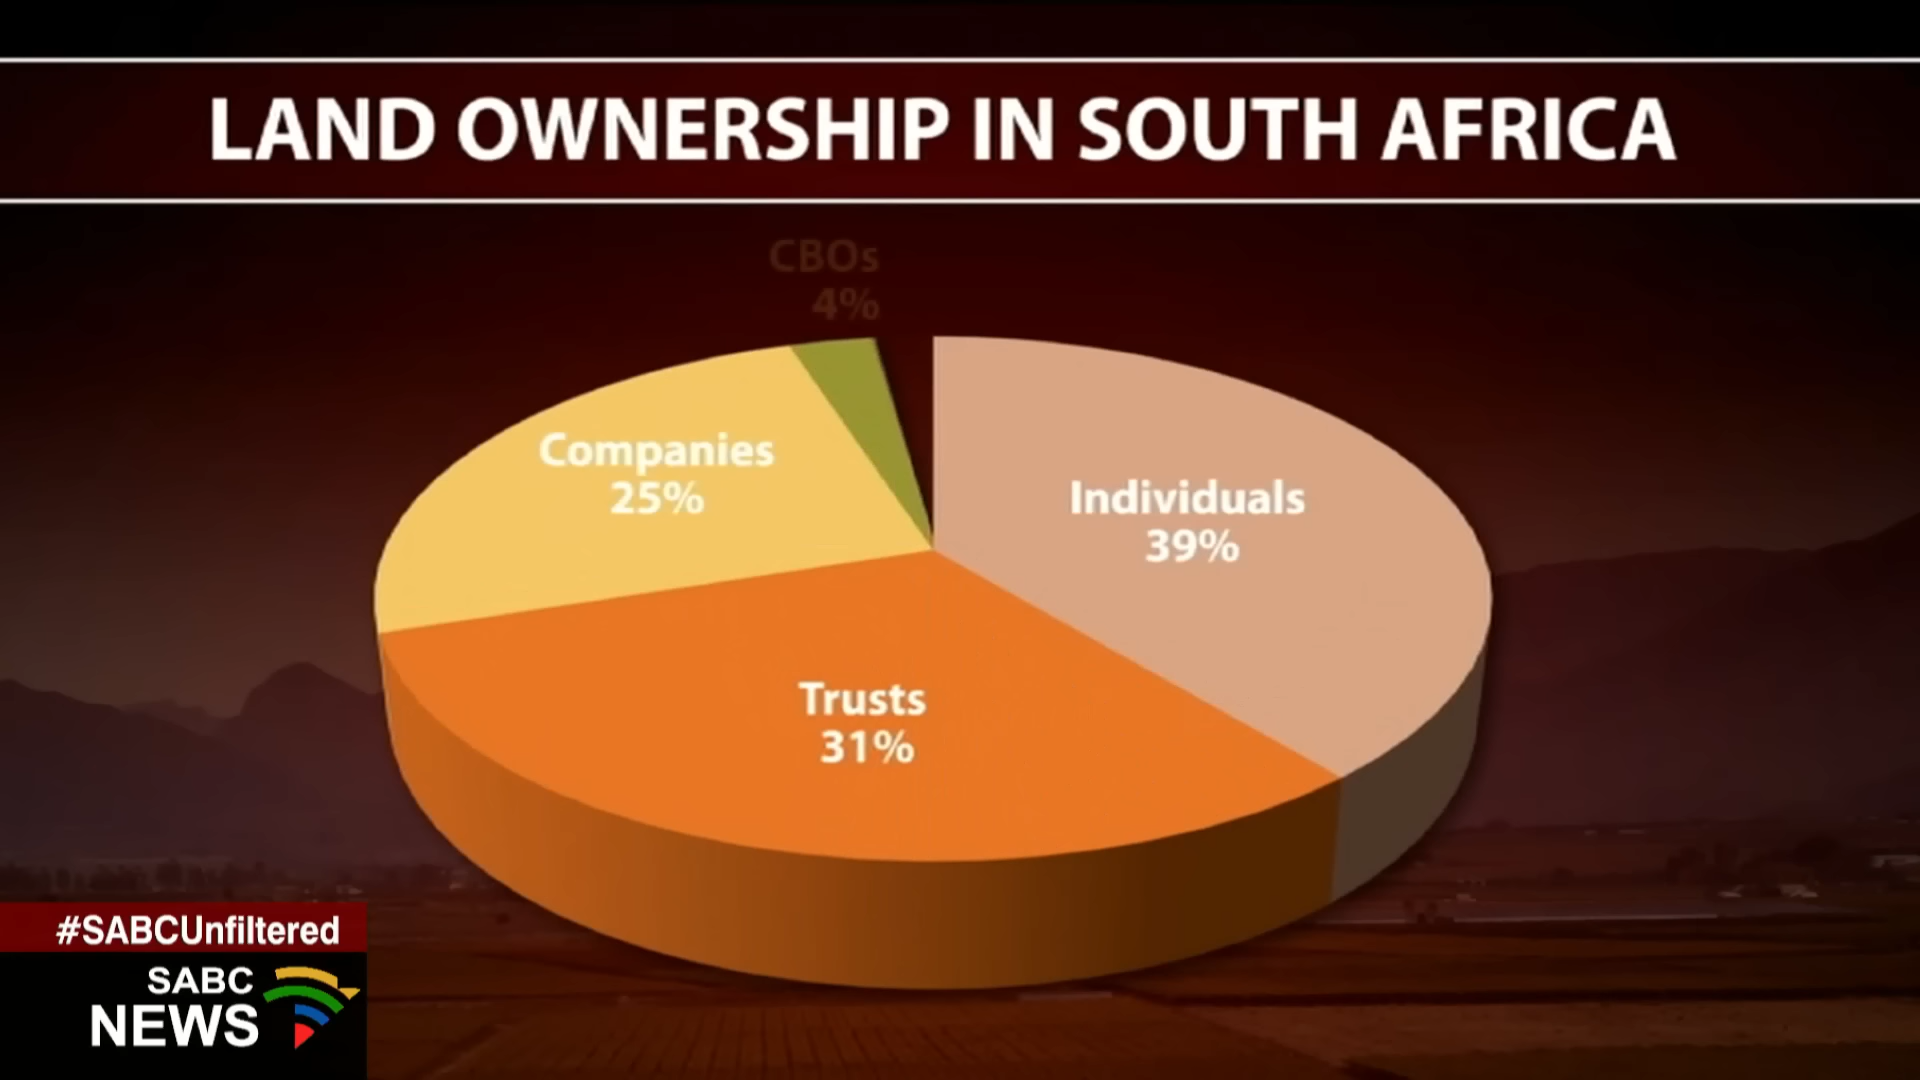 LAND OWNERSHIP IN SOUTH AFRICA
CBOs
4%
Companies
25%
Individuals
39%
Trusts
31%
#SABCUnfiltered
SABC
NEWS